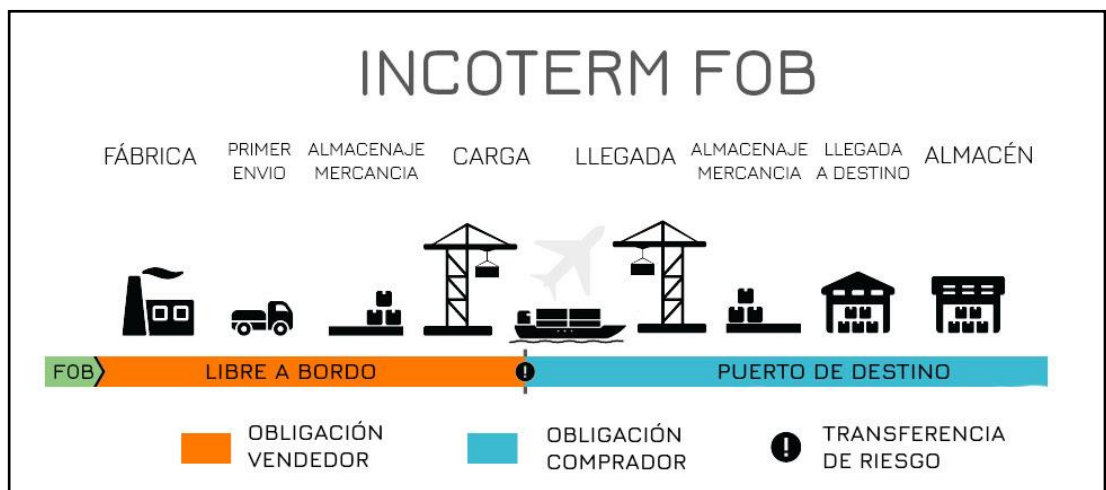 INCOTERM FOB
FÁBRICA
PRIMER
ENVIO
ALMACENAJE
MERCANCIA
CARGA
LLEGADA
ALMACENAJE
MERCANCIA
LLEGADA
A DESTINO
ALMACÉN
FOB
LIBRE A BORDO
PUERTO DE DESTINO
OBLIGACIÓN
VENDEDOR
OBLIGACIÓN
COMPRADOR
TRANSFERENCIA
DE RIESGO